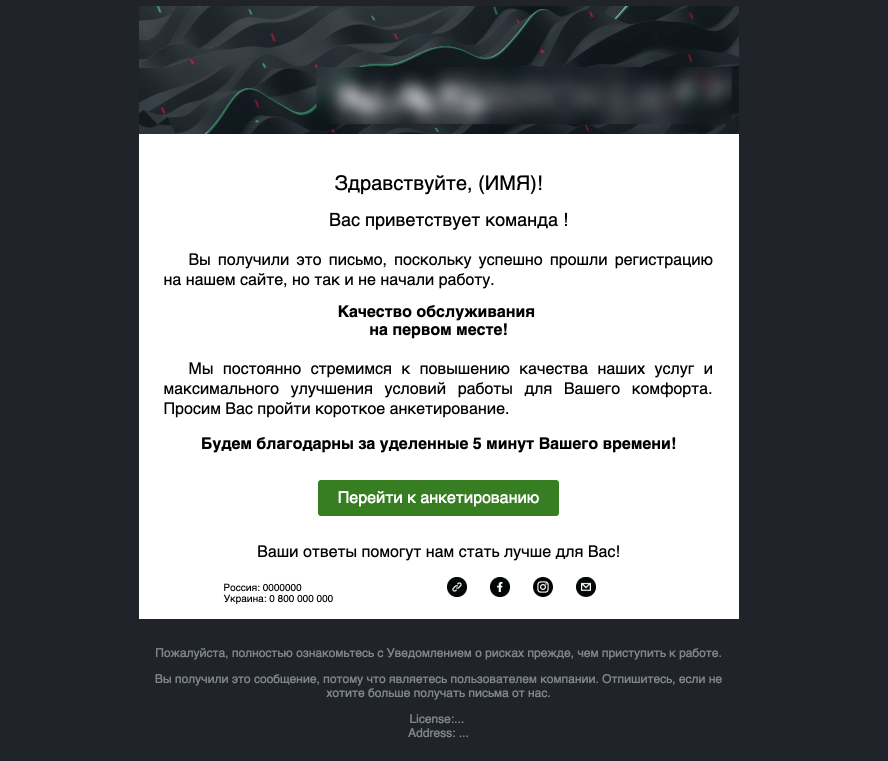 Здравствуйте, (ИМЯ)!
Вас приветствует команда !
Вы получили это письмо, поскольку успешно прошли регистрацию
на нашем сайте, но так и не начали работу.
Качество обслуживания
на первом месте!
Мы постоянно стремимся к повышению качества наших услуг и
максимального улучшения условий работы для Вашего комфорта.
Просим Вас пройти короткое анкетирование.
Будем благодарны за уделенные 5 минут Вашего времени!
Перейти к анкетированию
Ваши ответы помогут нам стать лучше для Вас!
Россия: 0000000
Украина: 0 800 000 000
Пожалуйста, полностью ознакомьтесь с Уведомлением о рисках прежде, чем приступить к работе.
Вы получили это сообщение, потому что являетесь пользователем компании. Отпишитесь, если не
хотите больше получать письма от нас.
License:...
Address: ...